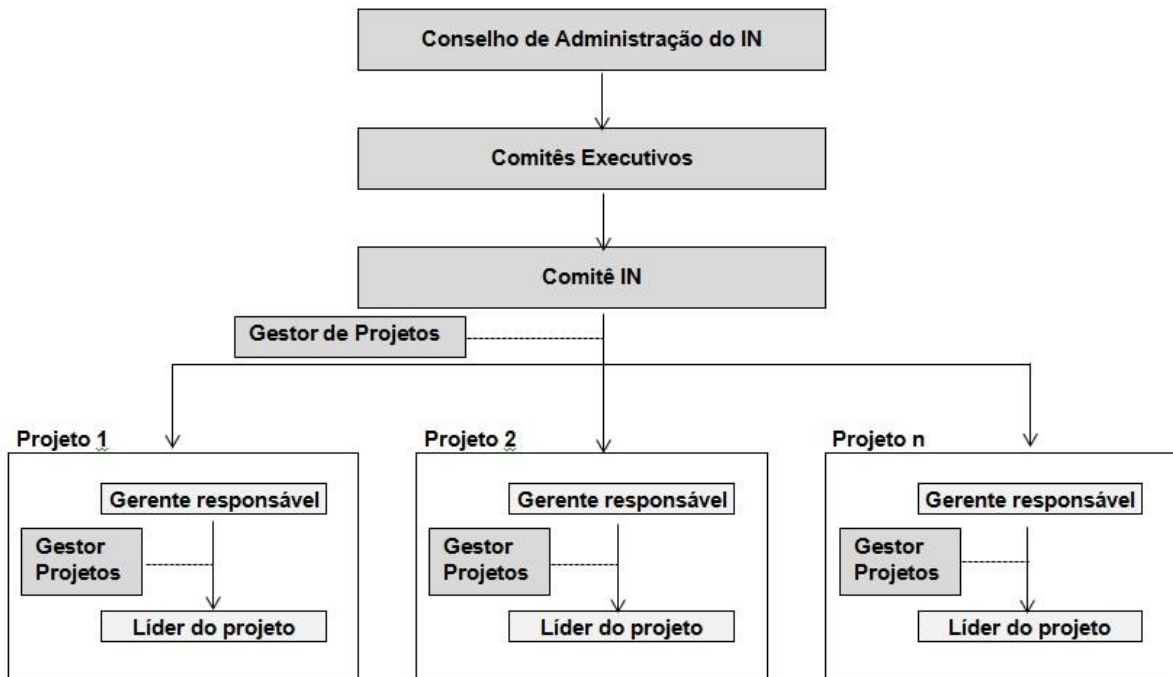 Conselho de Administração do IN
Comitês Executivos
Comitê IN
Gestor de Projetos
Projeto 1
Gerente responsável
Gestor
Projetos
Líder do projeto
Projeto 2
Gerente responsável
Gestor
Projetos
Líder do projeto
Projeto n
Gerente responsável
Gestor
Projetos
Líder do projeto